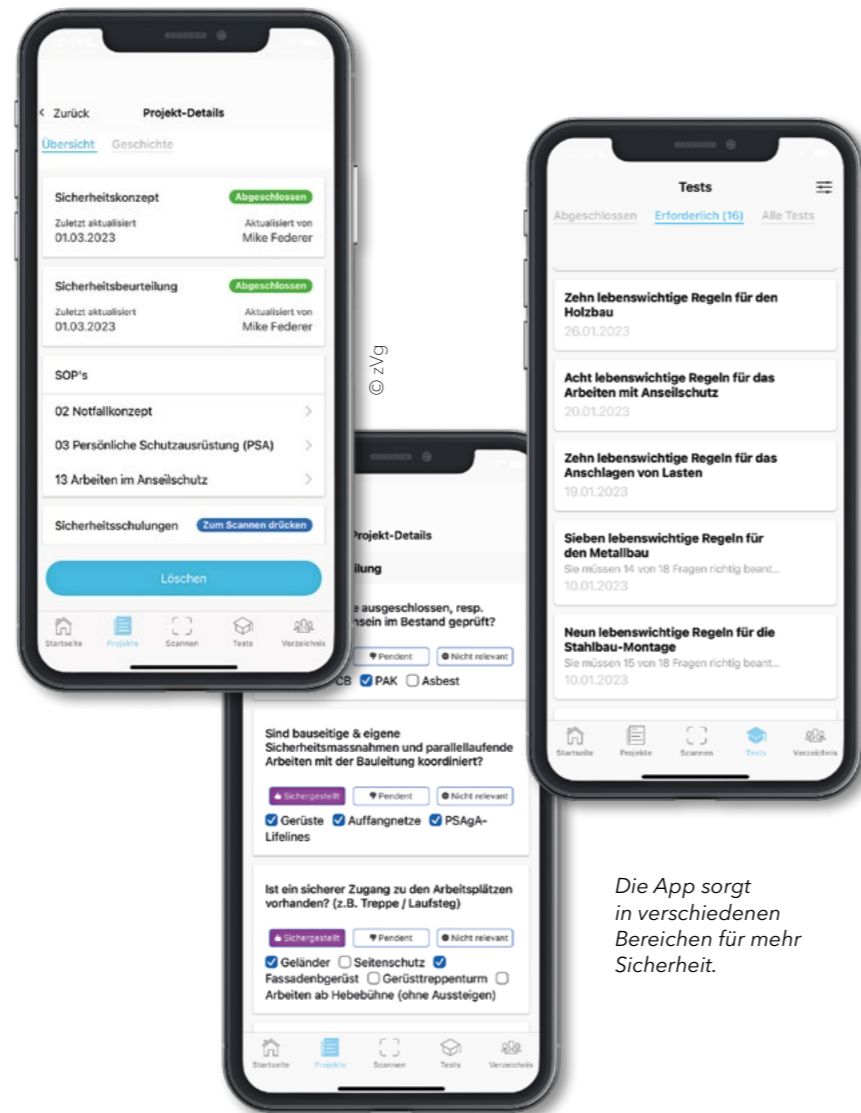 Zurück
Projekt-Details
Übersicht Geschichte
Sicherheitskonzept Abgeschlossen
Zuletzt aktualisiert Aktualisiert von
01.03.2023 Mike Federer
Sicherheitsbeurteilung Abgeschlossen
Zuletzt aktualisiert Aktualisiert von
01.03.2023 Mike Federer
SOP's
02 Notfallkonzept
03 Persönliche Schutzausrüstung (PSA)
13 Arbeiten im Anseilschutz
Sicherheitsschulungen Zum Scannen drücken
Löschen
Startseite Projekte Scannen Tests Verzeichnis
© zVg
Projekt-Details
ausgeschlossen, resp.
im Bestand geprüft?
Pendent Nicht relevant
PAK Asbest
Sind bauseitige & eigene
Sicherheitsmassnahmen und parallellaufende
Arbeiten mit der Bauleitung koordiniert?
Sichergestellt Pendent Nicht relevant
Gerüste Auffangnetze PSAgA-
Lifelines
Ist ein sicherer Zugang zu den Arbeitsplätzen
vorhanden? (z.B. Treppe / Laufsteg)
Sichergestellt Pendent Nicht relevant
Geländer Seitenschutz
Fassadenbgerüst Gerüsttreppenturm
Arbeiten ab Hebebühne (ohne Aussteigen)
Startseite Projekte Scannen Tests Verzeichnis
Tests
Abgeschlossen Erforderlich (16) Alle Tests
Zehn lebenswichtige Regeln für den
Holzbau
26.01.2023
Acht lebenswichtige Regeln für das
Arbeiten mit Anseilschutz
20.01.2023
Zehn lebenswichtige Regeln für das
Anschlagen von Lasten
19.01.2023
Sieben lebenswichtige Regeln für
den Metallbau
Sie müssen 14 von 18 Fragen richtig beant...
10.01.2023
Neun lebenswichtige Regeln für die
Stahlbau-Montage
Sie müssen 15 von 18 Fragen richtig beant...
10.01.2023
Startseite Projekte Scannen Tests Verzeichnis
Die App sorgt
in verschiedenen
Bereichen für mehr
Sicherheit.